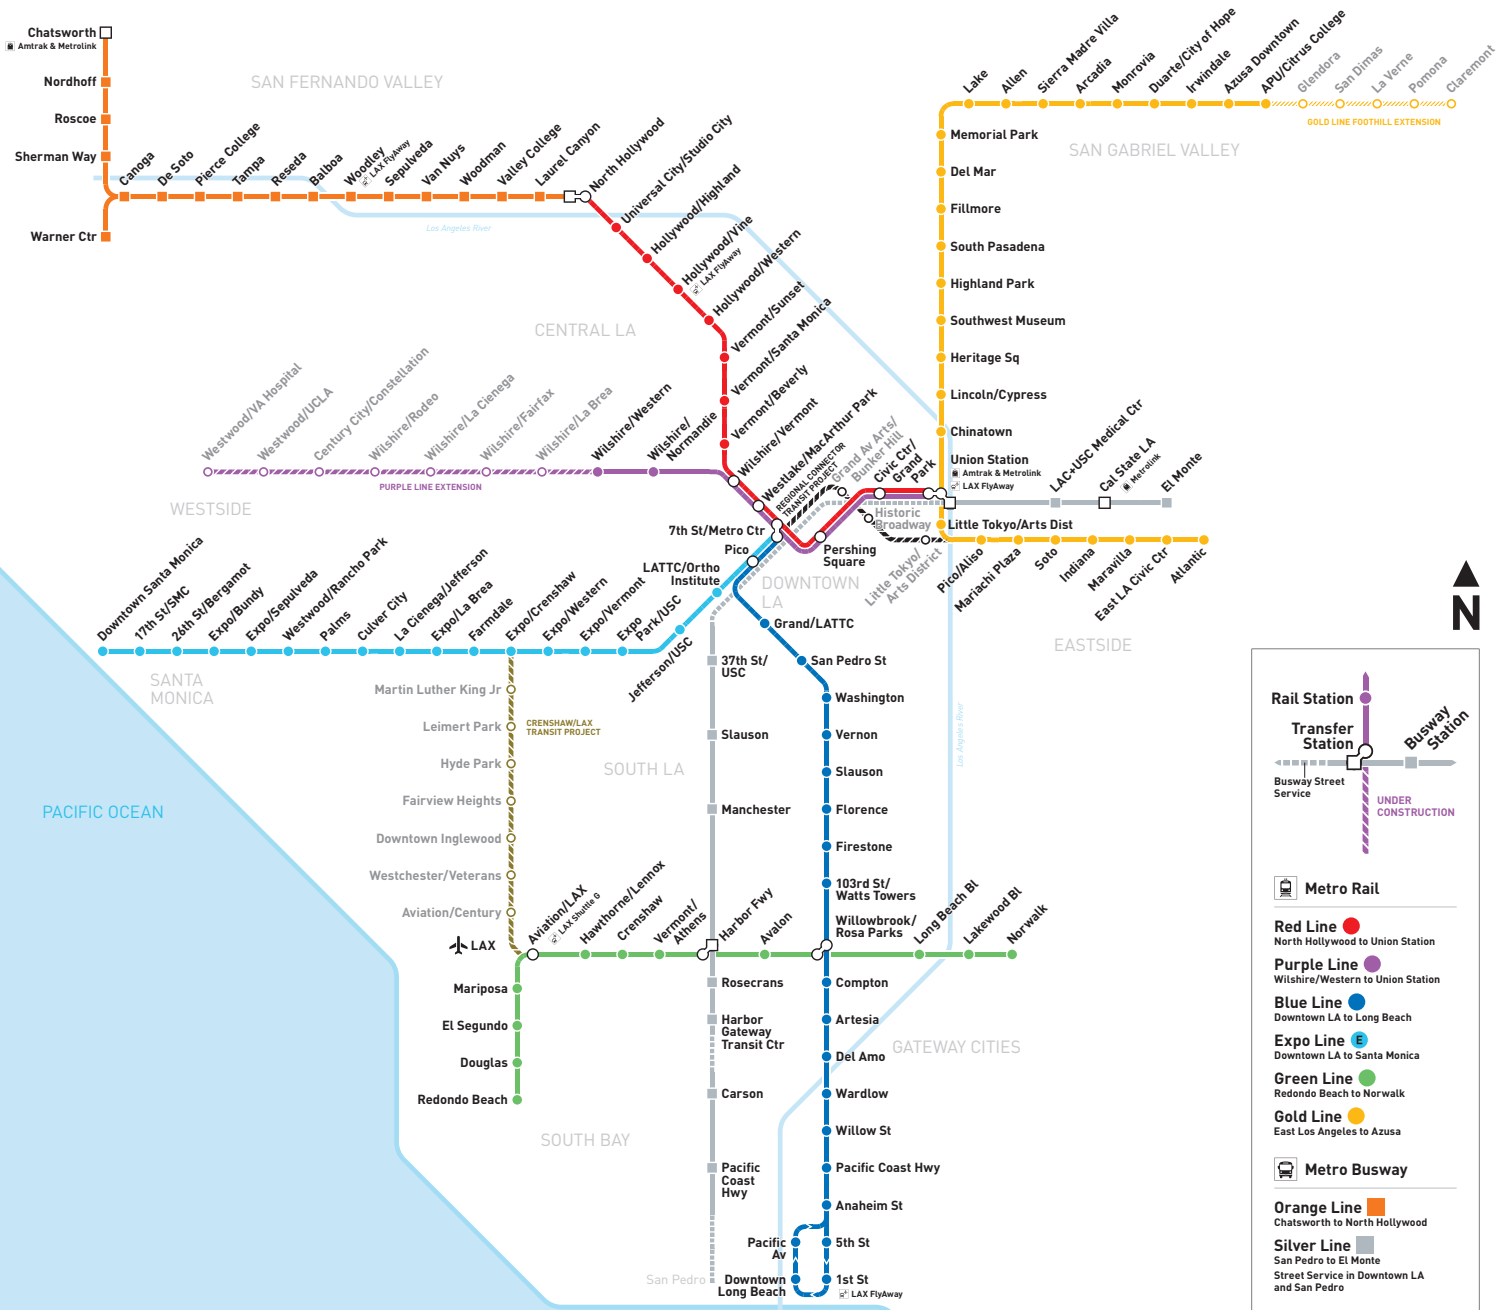 Chatsworth
Amtrak & Metrolink
Nordhoff
Roscoe
Sherman Way
Warner Ctr
SAN FERNANDO VALLEY
Canoga
De Soto
Pierce College
Tampa
Reseda
Balboa
Woodley
LAX FlyAway
Sepulveda
Van Nuys
Woodman
Valley College
Laurel Canyon
North Hollywood
Los Angeles River
Universal City/Studio City
Hollywood/Highland
Hollywood/Vine
LAX FlyAway
Hollywood/Western
Vermont/Sunset
Vermont/Santa Monica
Vermont/Beverly
Wilshire/Vermont
Westlake/MacArthur Park
CENTRAL LA
Lake
Allen
Sierra Madre Villa
Arcadia
Monrovia
Duarte/City of Hope
Irwindale
Azusa Downtown
APU/Citrus College
Glendora
San Dimas
La Verne
Pomona
Claremont
GOLD LINE FOOTHILL EXTENSION
SAN GABRIEL VALLEY
Memorial Park
Del Mar
Fillmore
South Pasadena
Highland Park
Southwest Museum
Heritage Sq
Lincoln/Cypress
Chinatown
Union Station
Amtrak & Metrolink
LAX FlyAway
Westwood/VA Hospital
Westwood/UCLA
Century City/Constellation
Wilshire/Rodeo
Wilshire/La Cienega
Wilshire/Fairfax
Wilshire/La Brea
Wilshire/Western
Wilshire/
Normandie
PURPLE LINE EXTENSION
WESTSIDE
REGIONAL CONNECTOR
TRANSIT PROJECT
Grand Av Arts/
Bunker Hill
Civic Ctr/
Grand
Park
Historic
Broadway
Little Tokyo/
Arts District
7th St/Metro Ctr
Pico
Pershing
Square
LATTC/Ortho
Institute
DOWNTOWN
LA
LAC+USC Medical Ctr
Cal State LA
Metrolink
El Monte
Little Tokyo/Arts Dist
Pico/Aliso
Mariachi Plaza
Soto
Indiana
Maravilla
East LA Civic Ctr
Atlantic
EASTSIDE
N
Downtown Santa Monica
17th St/SMC
26th St/Bergamot
Expo/Bundy
Expo/Sepulveda
Westwood/Rancho Park
Palms
Culver City
La Cienega/Jefferson
Expo/La Brea
Farmdale
Expo/Crenshaw
Expo/Western
Expo/Vermont
Expo
Park/USC
Jefferson/USC
SANTA
MONICA
Martin Luther King Jr
Leimert Park
Hyde Park
Fairview Heights
Downtown Inglewood
Westchester/Veterans
Aviation/Century
CRENSHAW/LAX
TRANSIT PROJECT
SOUTH LA
PACIFIC OCEAN
Grand/LATTC
San Pedro St
Washington
Vernon
Slauson
Florence
Firestone
103rd St/
Watts Towers
Willowbrook/
Rosa Parks
37th St/
USC
Slauson
Manchester
Los Angeles River
LAX
Aviation/LAX
LAX Shuttle G
Hawthorne/Lennox
Crenshaw
Vermont/
Athens
Harbor Fwy
Avalon
Long Beach Bl
Lakewood Bl
Norwalk
Mariposa
El Segundo
Douglas
Redondo Beach
SOUTH BAY
Rosecrans
Harbor
Gateway
Transit Ctr
Carson
Pacific
Coast
Hwy
San Pedro
Compton
Artesia
Del Amo
Wardlow
Willow St
Pacific Coast Hwy
Anaheim St
5th St
1st St
LAX FlyAway
Pacific
Av
Downtown
Long Beach
GATEWAY CITIES
Rail Station
Transfer
Station
Busway
Station
Busway Street
Service
UNDER
CONSTRUCTION
Metro Rail
Red Line
North Hollywood to Union Station
Purple Line
Wilshire/Western to Union Station
Blue Line
Downtown LA to Long Beach
Expo Line E
Downtown LA to Santa Monica
Green Line
Redondo Beach to Norwalk
Gold Line
East Los Angeles to Azusa
Metro Busway
Orange Line
Chatsworth to North Hollywood
Silver Line
San Pedro to El Monte
Street Service in Downtown LA
and San Pedro